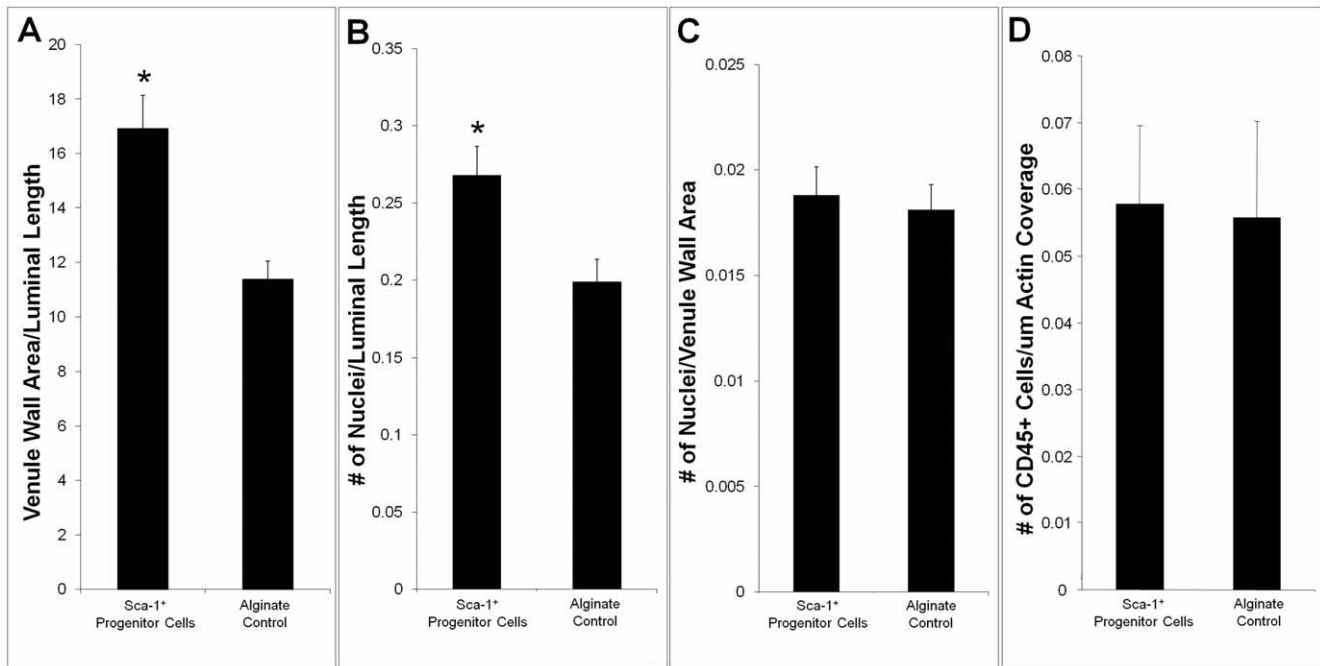 A
Venule Wall Area/Luminal Length
20
18
16
14
12
10
8
6
4
2
0
*
Sca-1⁺
Progenitor Cells
Alginate
Control
B
# of Nuclei/Luminal Length
0.35
0.3
0.25
0.2
0.15
0.1
0.05
0
*
Sca-1⁺
Progenitor Cells
Alginate
Control
C
# of Nuclei/Venule Wall Area
0.025
0.02
0.015
0.01
0.005
0
Sca-1⁺
Progenitor Cells
Alginate
Control
D
# of CD45+ Cells/um Actin Coverage
0.08
0.07
0.06
0.05
0.04
0.03
0.02
0.01
0
Sca-1⁺
Progenitor Cells
Alginate
Control